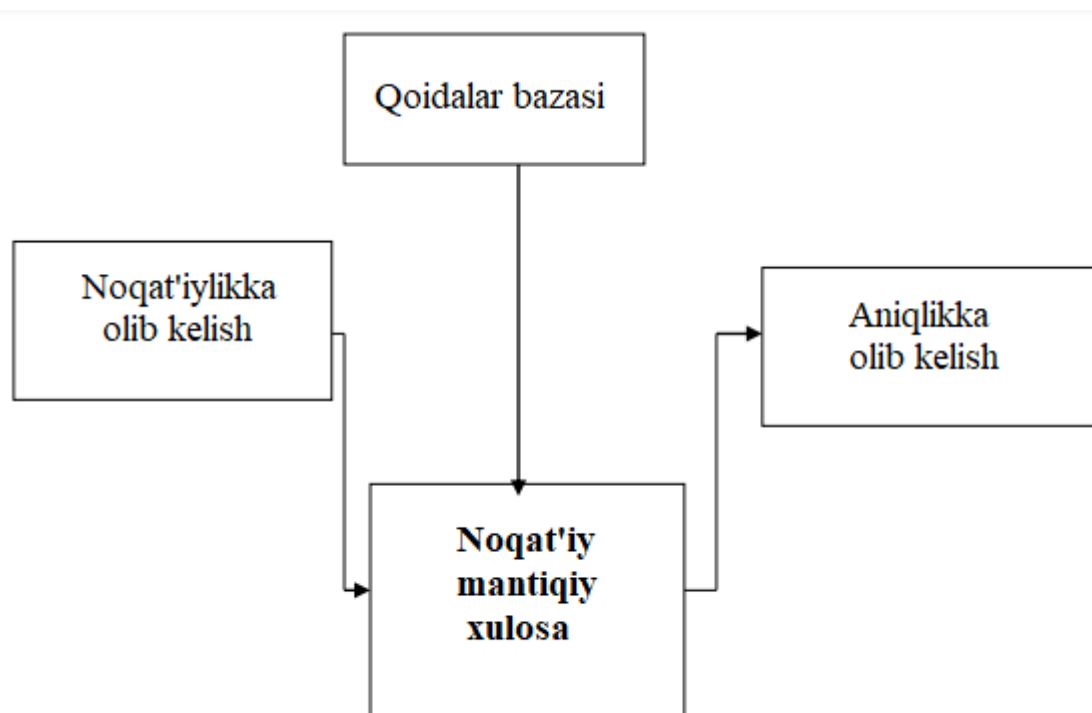 Qoidalar bazasi
Noqat'iylikka
olib kelish
Aniqlikka
olib kelish
Noqat'iy
mantiqiy
xulosa